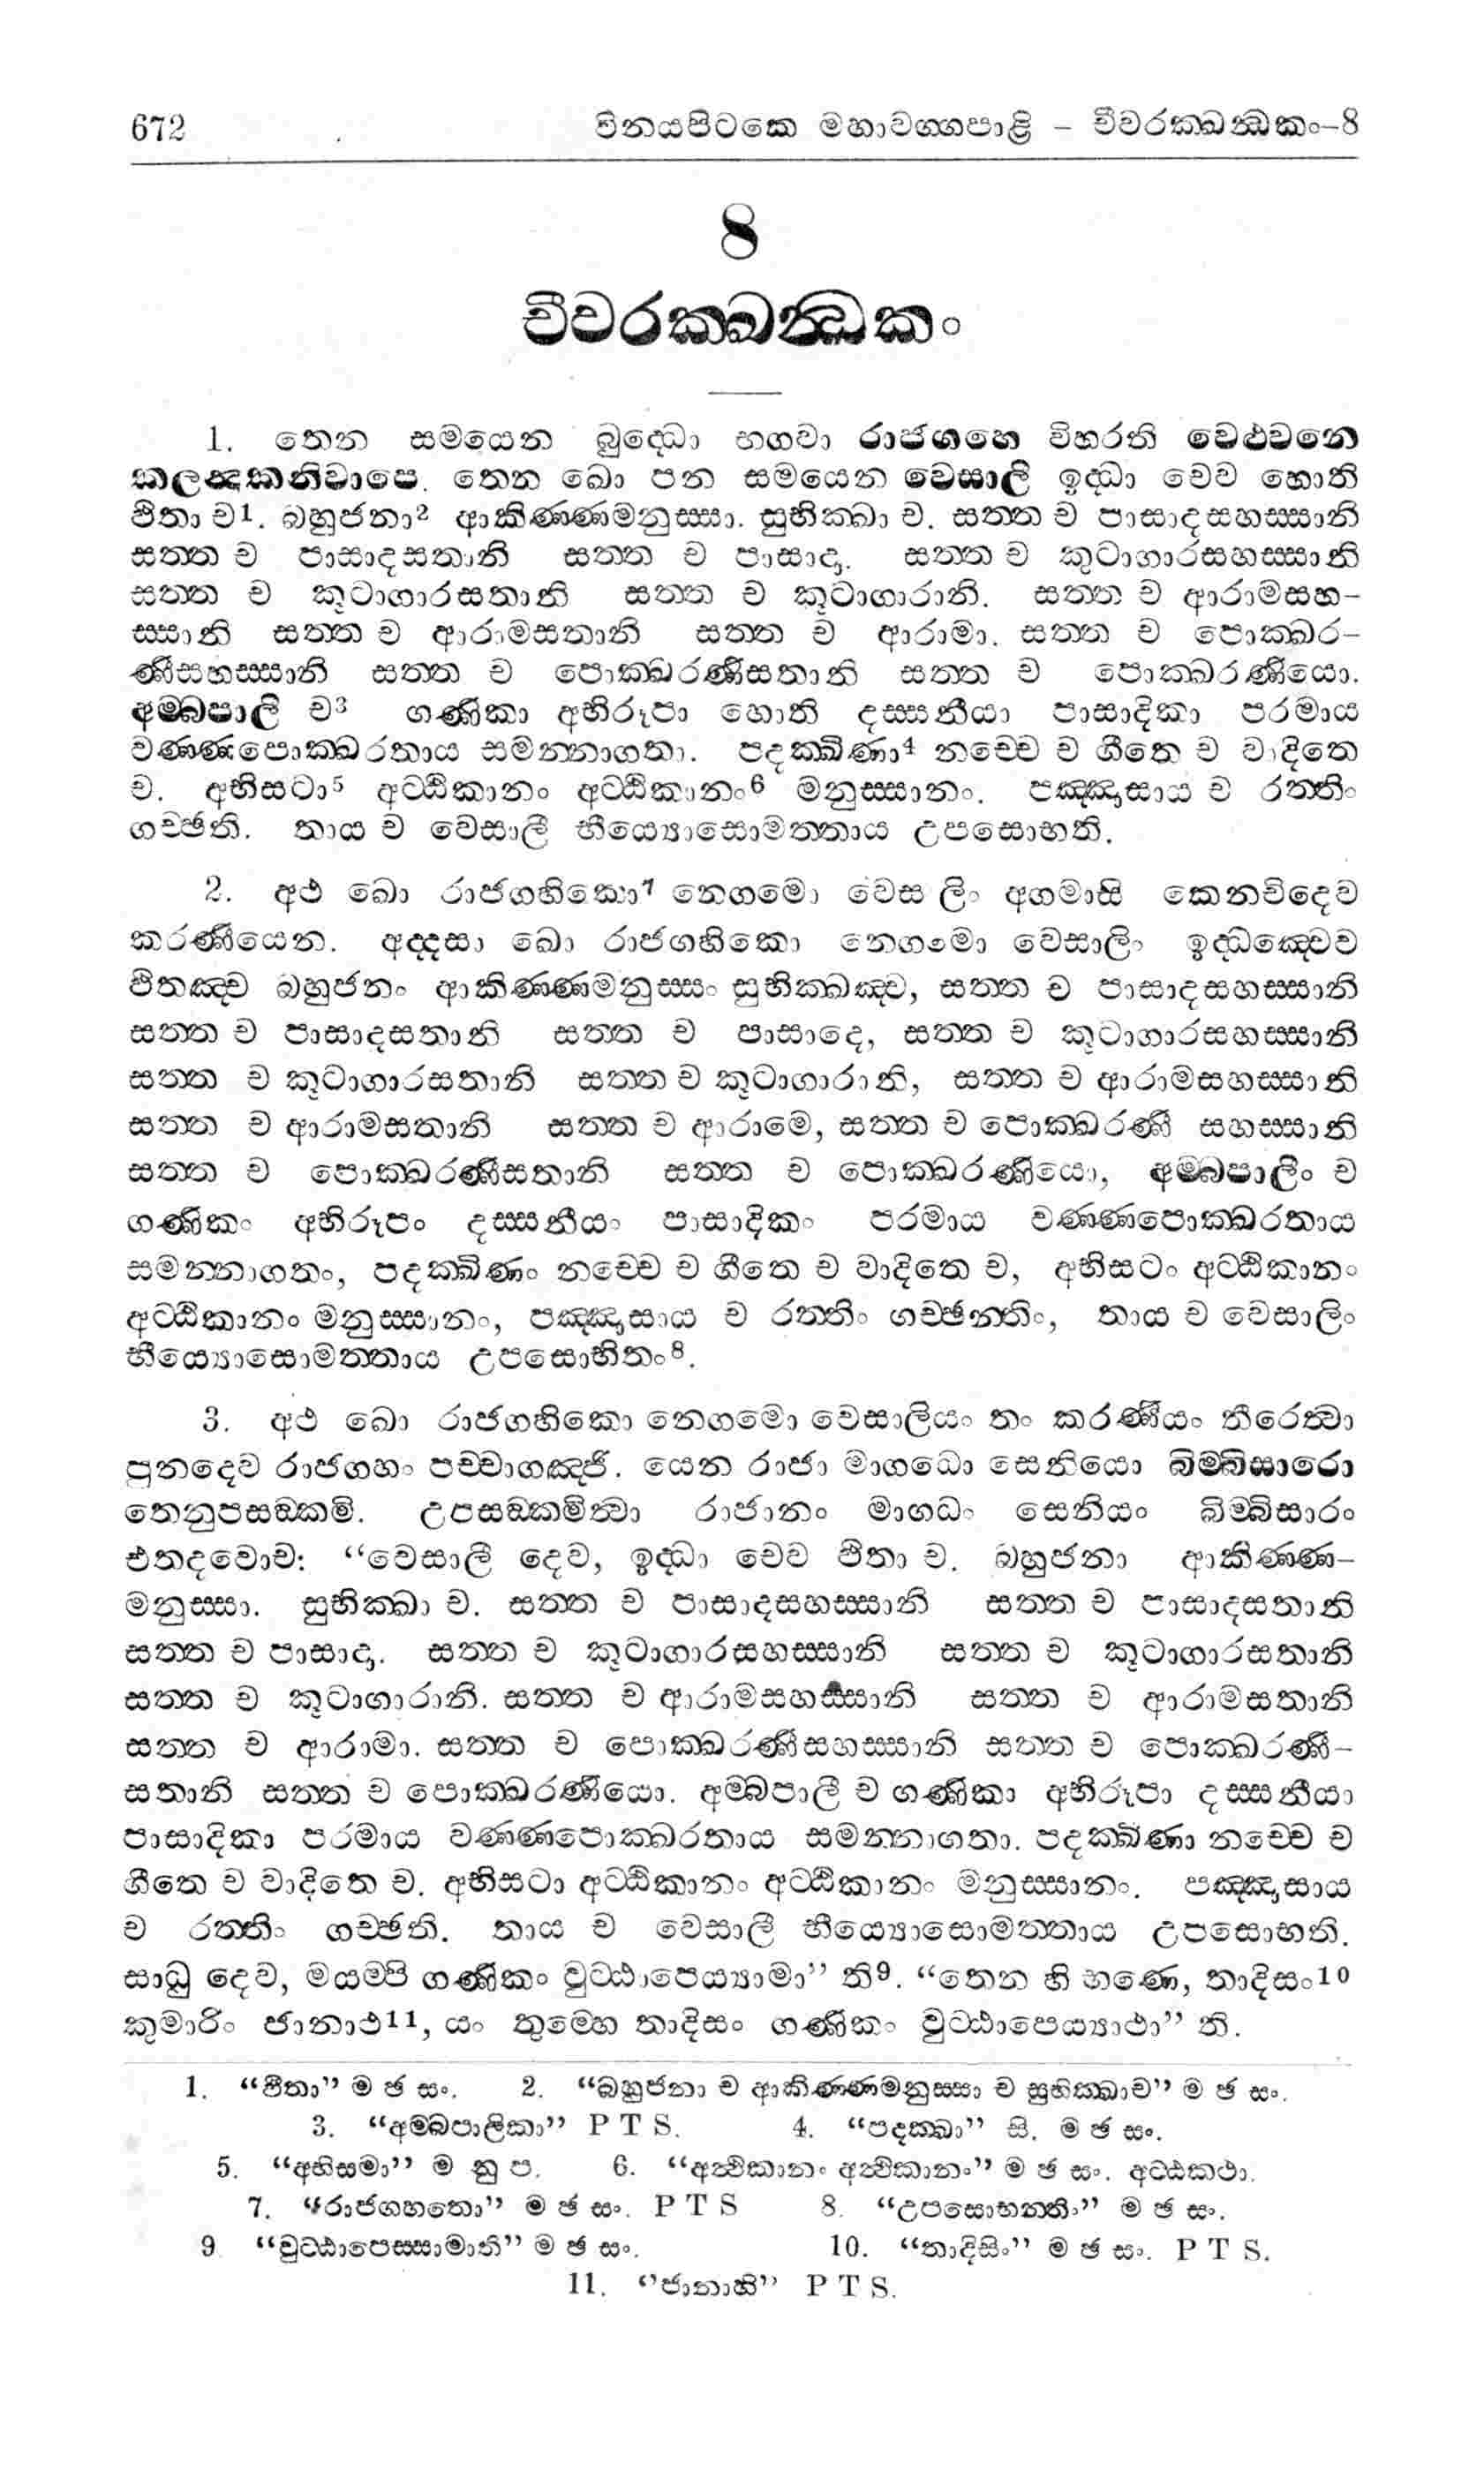 672 විනයපිටකෙ මහාවග්ගපාළි – චීවරක්ඛන්ධකං–8
8
චීවරක්ඛන්ධකං
1. තෙන සමයෙන බුද්ධො භගවා රාජගහෙ විහරති වෙළුවනෙ
කලන්දකනිවාපෙ. තෙන ඛො පන සමයෙන වෙසාලි ඉද්ධා චෙව හොති
ඵිතා ච1. බහුජනා2 ආකිණ්ණමනුස්සා. සුභික්ඛා ච. සත්ත ච පාසාදසහස්සානි
සත්ත ච පාසාදසතානි සත්ත ච පාසාදා. සත්ත ච කුටාගාරසහස්සානි
සත්ත ච කූටාගාරසතානි සත්ත ච කූටාගාරානි. සත්ත ච ආරාමසහ-
ස්සානි සත්ත ච ආරාමසතානි සත්ත ච ආරාමා. සත්ත ච පොක්ඛර-
ණීසහස්සානි සත්ත ච පොක්ඛරණීසතානි සත්ත ච පොක්ඛරණියො.
අම්බපාලි ච3 ගණිකා අභිරූපා හොති දස්සනීයා පාසාදිකා පරමාය
වණ්ණපොක්ඛරතාය සමන්නාගතා. පදක්ඛිණා4 නච්චෙ ච ගීතෙ ච වාදිතෙ
ච. අභිසටා5 අට්ඨිකානං අට්ඨිකානං6 මනුස්සානං. පඤ්ඤාසාය ච රත්තිං
ගච්ඡති. තාය ච වෙසාලී භීය්‍යොසොමත්තාය උපසොභති.
2. අථ ඛො රාජගහිකො7 නෙගමො වෙස ලිං අගමාසි කෙනචිදෙව
කරණීයෙන. අද්දසා ඛො රාජගහිකො නෙගමො වෙසාලිං ඉද්ධඤ්චෙව
ඵිතඤ්ච බහුජනං ආකිණ්ණමනුස්සං සුභික්ඛඤ්ච, සත්ත ච පාසාදසහස්සානි
සත්ත ච පාසාදසතානි සත්ත ච පාසාදෙ, සත්ත ච කූටාගාරසහස්සානි
සත්ත ච කූටාගාරසතානි සත්ත ච කූටාගාරානි, සත්ත ච ආරාමසහස්සානි
සත්ත ච ආරාමසතානි සත්ත ච ආරාමෙ, සත්ත ච පොක්ඛරණී සහස්සානි
සත්ත ච පොක්ඛරණීසතානි සත්ත ච පොක්ඛරණියො, අම්බපාලිං ච
ගණිකං අභිරූපං දස්සනීයං පාසාදිකං පරමාය වණ්ණපොක්ඛරතාය
සමන්නාගතං, පදක්ඛිණං නච්චෙ ච ගීතෙ ච වාදිතෙ ච, අභිසටං අට්ඨිකානං
අට්ඨිකානං මනුස්සානං, පඤ්ඤාසාය ච රත්තිං ගච්ඡන්තිං, තාය ච වෙසාලිං
භීය්‍යොසොමත්තාය උපසොභිතං8.
3. අථ ඛො රාජගහිකො නෙගමො වෙසාලියං තං කරණීයං තීරෙත්වා
පුනදෙව රාජගහං පච්චාගඤ්ජි. යෙන රාජා මාගධො සෙනියො බිම්බිසාරො
තෙනුපසඞ්කමි. උපසඞ්කමිත්වා රාජානං මාගධං සෙනියං බිම්බිසාරං
එතදවොච: “වෙසාලී දෙව, ඉද්ධා චෙව ඵිතා ච. බහුජනා ආකිණ්ණ-
මනුස්සා. සුභික්ඛා ච. සත්ත ච පාසාදසහස්සානි සත්ත ච පාසාදසතානි
සත්ත ච පාසාදා. සත්ත ච කූටාගාරසහස්සානි සත්ත ච කූටාගාරසතානි
සත්ත ච කූටාගාරානි. සත්ත ච ආරාමසහස්සානි සත්ත ච ආරාමසතානි
සත්ත ච ආරාමා. සත්ත ච පොක්ඛරණීසහස්සානි සත්ත ච පොක්ඛරණී-
සතානි සත්ත ච පොක්ඛරණියො. අම්බපාලී ච ගණිකා අභිරූපා දස්සනීයා
පාසාදිකා පරමාය වණ්ණපොක්ඛරතාය සමන්නාගතා. පදක්ඛිණා නච්චෙ ච
ගීතෙ ච වාදිතෙ ච. අභිසටා අට්ඨිකානං අට්ඨිකානං මනුස්සානං. පඤ්ඤාසාය
ච රත්තිං ගච්ඡති. තාය ච වෙසාලී භීය්‍යොසොමත්තාය උපසොභති.
සාධු දෙව, මයම්පි ගණිකං වුට්ඨාපෙය්‍යාමා” ති9. “තෙන හි භණෙ, තාදිසං10
කුමාරිං ජානාථ11, යං තුම්හෙ තාදිසං ගණිකං වුට්ඨාපෙය්‍යාථා” ති.
1. “ඵීතා” ම ඡ සං. 2. “බහුජනා ච ආකිණ්ණමනුස්සා ච සුභික්ඛාච” ම ඡ සං.
3. “අම්බපාලිකා” P T S. 4. “පදක්ඛා” සි. ම ඡ සං.
5. “අභිසමා” ම නු ප. 6. “අත්ථිකානං අත්ථිකානං” ම ඡ සං. අට්ඨකථා.
7. “රාජගහතො” ම ඡ සං. P T S 8. “උපසොභන්තිං” ම ඡ සං.
9. “වුට්ඨාපෙස්සාමාති” ම ඡ සං. 10. “තාදිසිං” ම ඡ සං. P T S.
11. “ජානාහි” P T S.